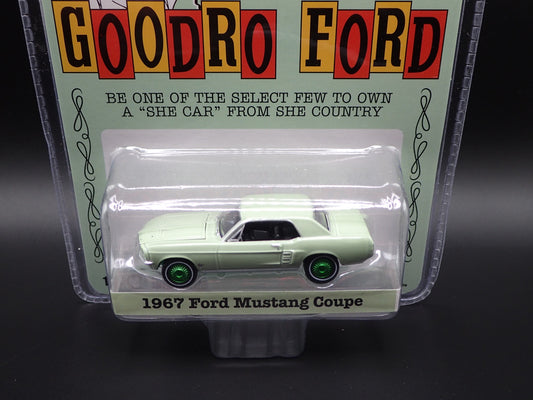 GOODRO FORD
BE ONE OF THE SELECT FEW TO OWN
A "SHE CAR" FROM SHE COUNTRY
1967 Ford Mustang Coupe